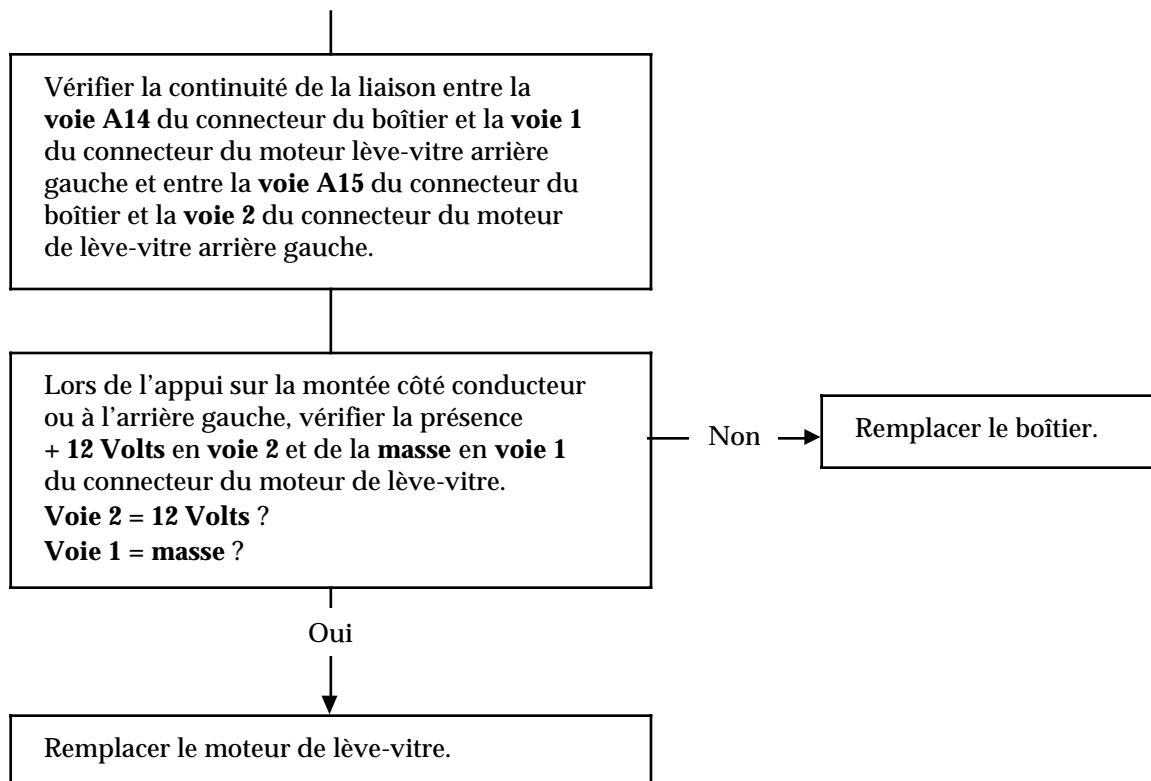 Vérifier la continuité de la liaison entre la
voie A14 du connecteur du boîtier et la voie 1
du connecteur du moteur lève-vitre arrière
gauche et entre la voie A15 du connecteur du
boîtier et la voie 2 du connecteur du moteur
de lève-vitre arrière gauche.
Lors de l'appui sur la montée côté conducteur
ou à l'arrière gauche, vérifier la présence
+ 12 Volts en voie 2 et de la masse en voie 1
du connecteur du moteur de lève-vitre.
Voie 2 = 12 Volts ?
Voie 1 = masse ?
Non
Remplacer le boîtier.
Oui
Remplacer le moteur de lève-vitre.